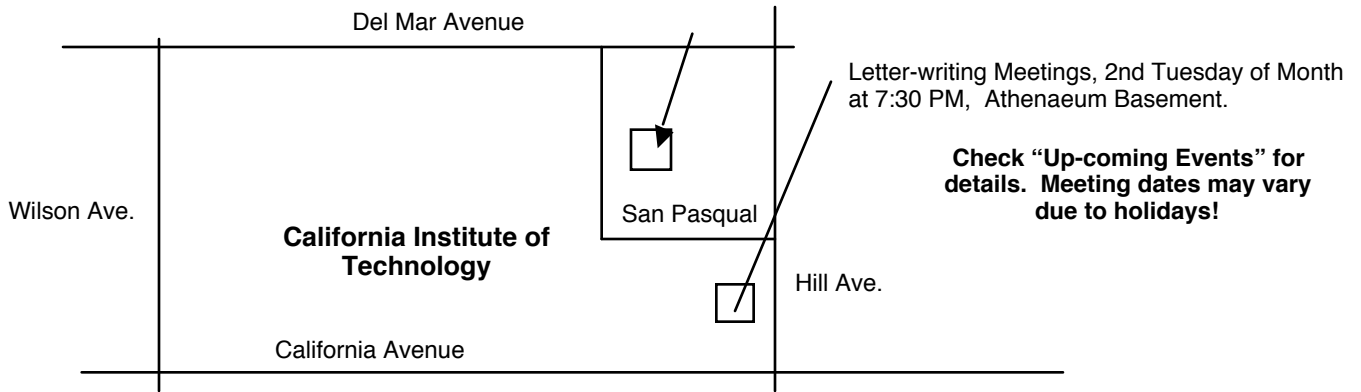 Del Mar Avenue
Letter-writing Meetings, 2nd Tuesday of Month
at 7:30 PM,  Athenaeum Basement.
Check “Up-coming Events” for
details.  Meeting dates may vary
due to holidays!
Wilson Ave.
San Pasqual
California Institute of
Technology
Hill Ave.
California Avenue